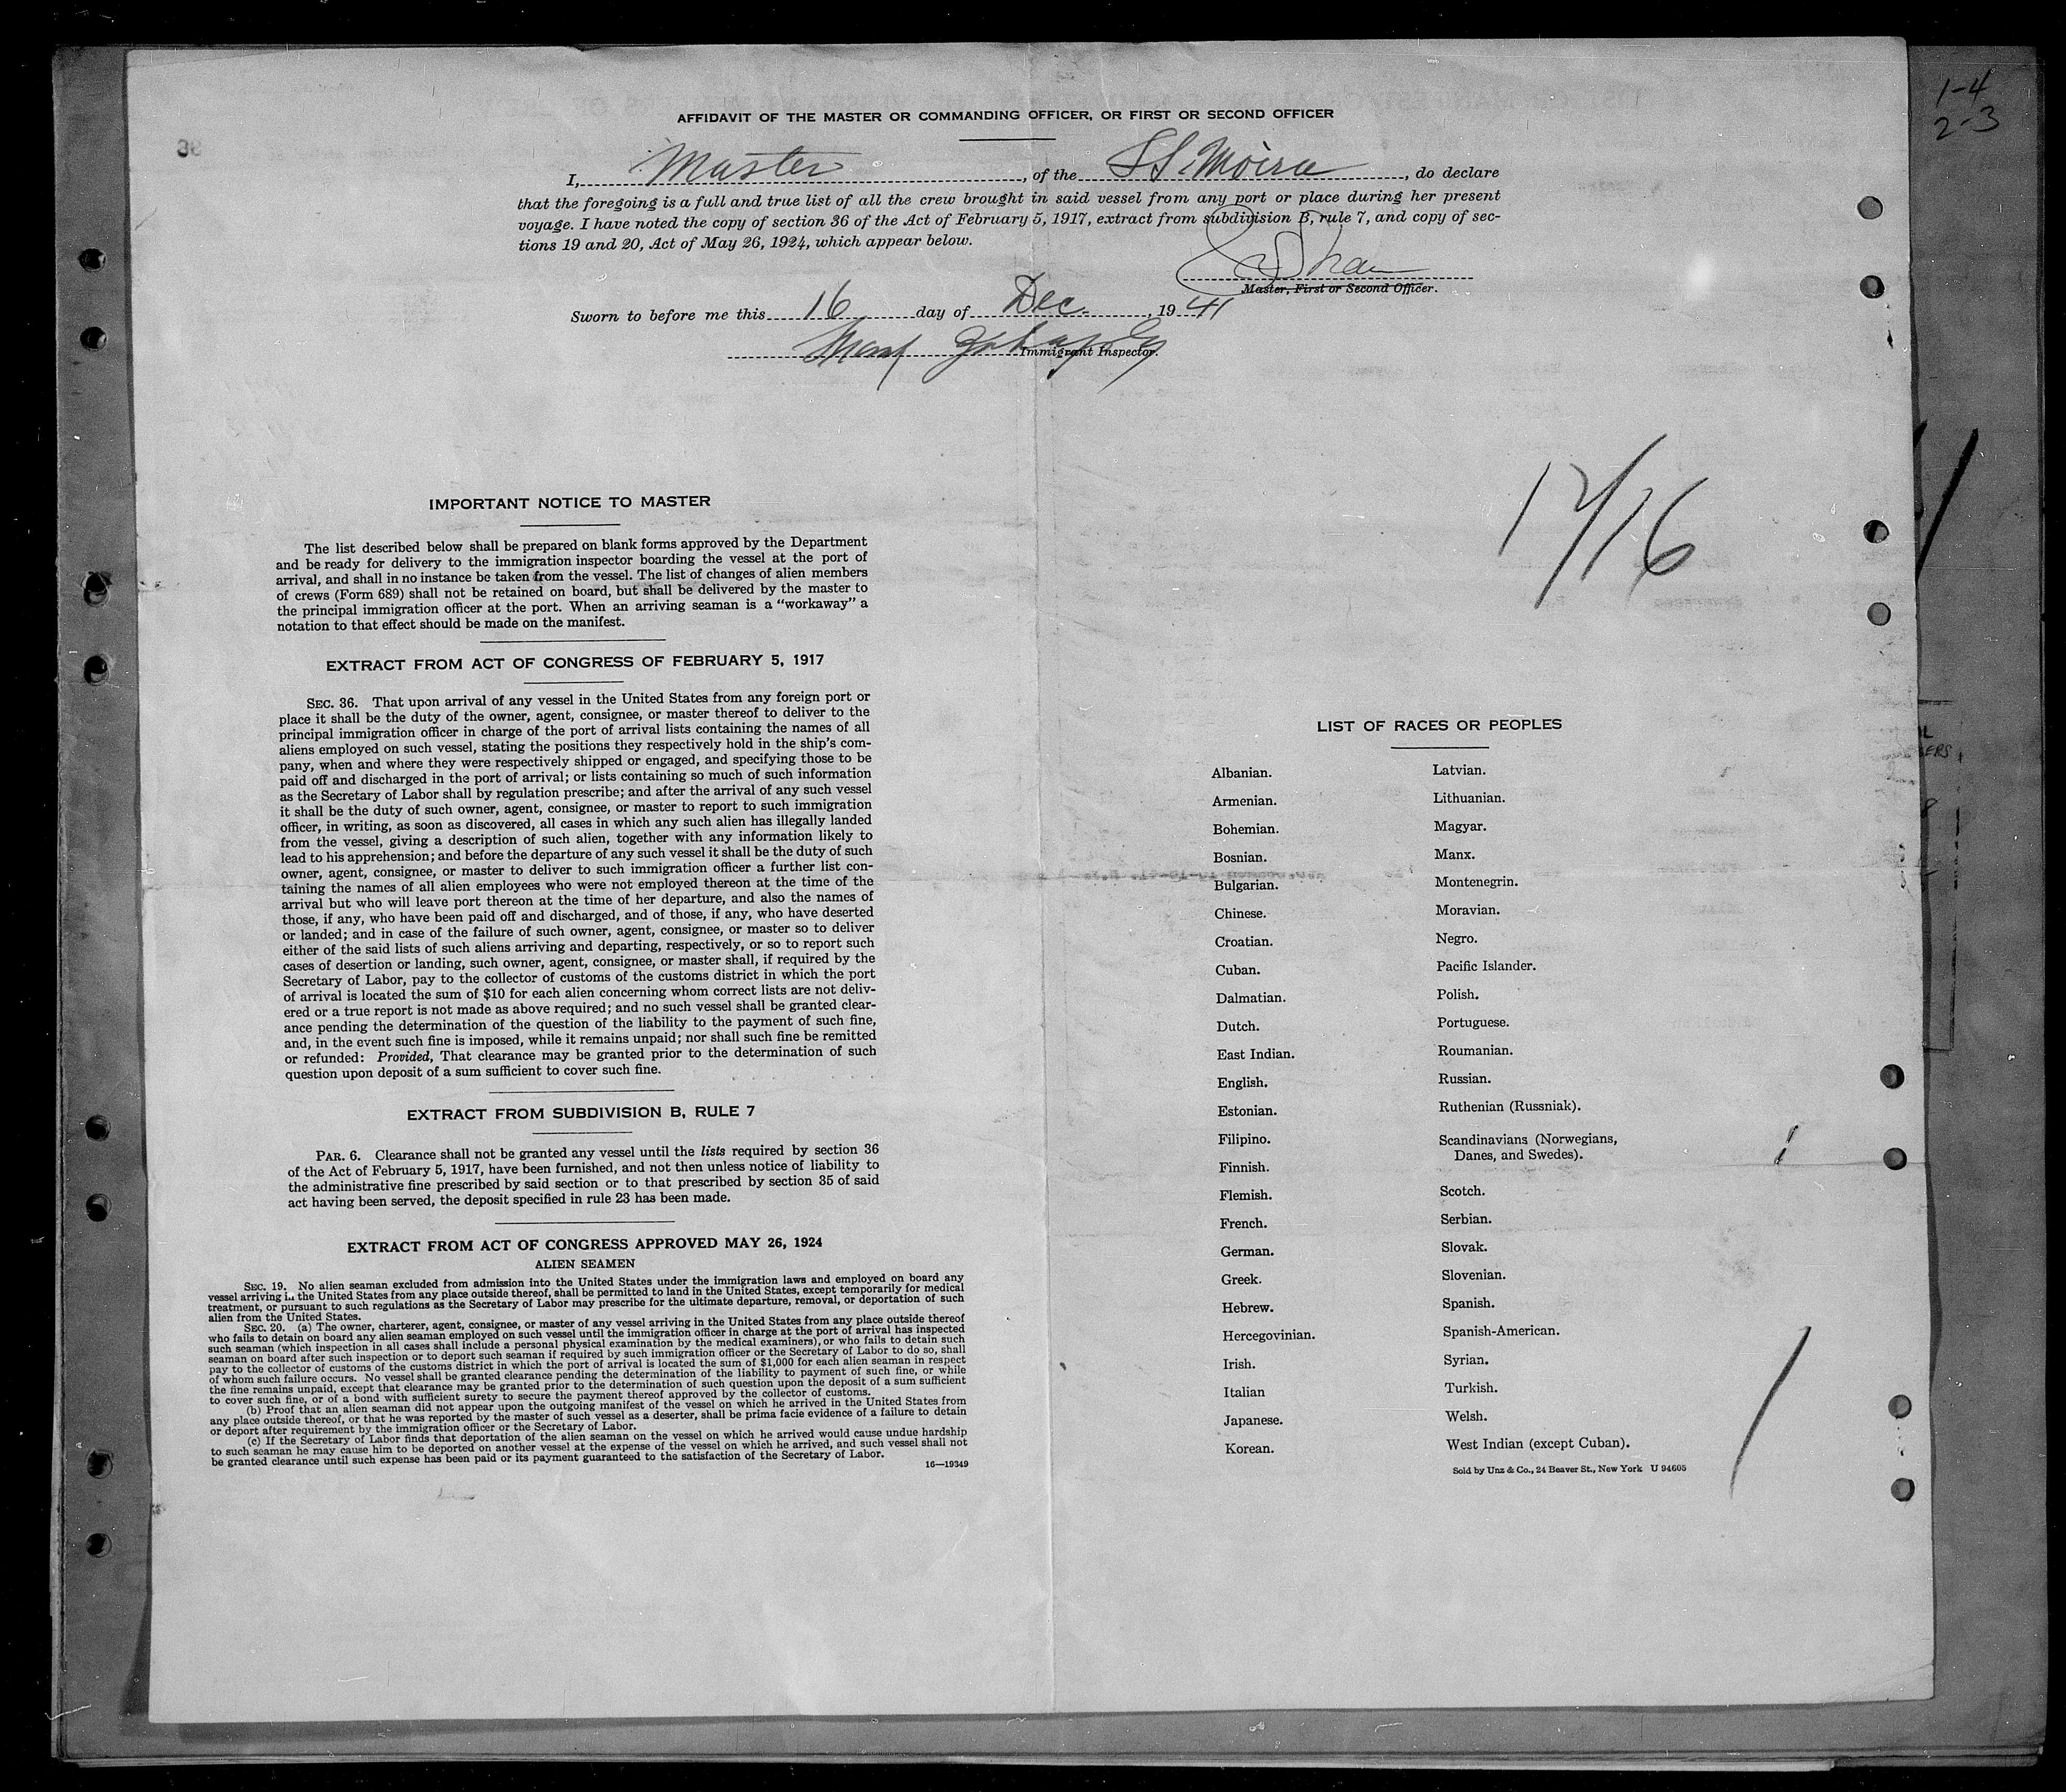 1-4
2-3
AFFIDAVIT OF THE MASTER OR COMMANDING OFFICER, OR FIRST OR SECOND OFFICER
I, Master, of the SS. Moira, do declare
that the foregoing is a full and true list of all the crew brought in said vessel from any port or place during her present
voyage. I have noted the copy of section 36 of the Act of February 5, 1917, extract from subdivision B, rule 7, and copy of sec-
tions 19 and 20, Act of May 26, 1924, which appear below.
Master, First or Second Officer.
Sworn to before me this 16 day of Dec., 1941
Immigrant Inspector.
12/16
IMPORTANT NOTICE TO MASTER
The list described below shall be prepared on blank forms approved by the Department
and be ready for delivery to the immigration inspector boarding the vessel at the port of
arrival, and shall in no instance be taken from the vessel. The list of changes of alien members
of crews (Form 689) shall not be retained on board, but shall be delivered by the master to
the principal immigration officer at the port. When an arriving seaman is a "workaway" a
notation to that effect should be made on the manifest.
EXTRACT FROM ACT OF CONGRESS OF FEBRUARY 5, 1917
SEC. 36. That upon arrival of any vessel in the United States from any foreign port or
place it shall be the duty of the owner, agent, consignee, or master thereof to deliver to the
principal immigration officer in charge of the port of arrival lists containing the names of all
aliens employed on such vessel, stating the positions they respectively hold in the ship's com-
pany, when and where they were respectively shipped or engaged, and specifying those to be
paid off and discharged in the port of arrival; or lists containing so much of such information
as the Secretary of Labor shall by regulation prescribe; and after the arrival of any such vessel
it shall be the duty of such owner, agent, consignee, or master to report to such immigration
officer, in writing, as soon as discovered, all cases in which any such alien has illegally landed
from the vessel, giving a description of such alien, together with any information likely to
lead to his apprehension; and before the departure of any such vessel it shall be the duty of such
owner, agent, consignee, or master to deliver to such immigration officer a further list con-
taining the names of all alien employees who were not employed thereon at the time of the
arrival but who will leave port thereon at the time of her departure, and also the names of
those, if any, who have been paid off and discharged, and of those, if any, who have deserted
or landed; and in case of the failure of such owner, agent, consignee, or master so to deliver
either of the said lists of such aliens arriving and departing, respectively, or so to report such
cases of desertion or landing, such owner, agent, consignee, or master shall, if required by the
Secretary of Labor, pay to the collector of customs of the customs district in which the port
of arrival is located the sum of $10 for each alien concerning whom correct lists are not deliv-
ered or a true report is not made as above required; and no such vessel shall be granted clear-
ance pending the determination of the question of the liability to the payment of such fine,
and, in the event such fine is imposed, while it remains unpaid; nor shall such fine be remitted
or refunded: Provided, That clearance may be granted prior to the determination of such
question upon deposit of a sum sufficient to cover such fine.
EXTRACT FROM SUBDIVISION B, RULE 7
PAR. 6. Clearance shall not be granted any vessel until the lists required by section 36
of the Act of February 5, 1917, have been furnished, and not then unless notice of liability to
the administrative fine prescribed by said section or to that prescribed by section 35 of said
act having been served, the deposit specified in rule 23 has been made.
EXTRACT FROM ACT OF CONGRESS APPROVED MAY 26, 1924
ALIEN SEAMEN
SEC. 19. No alien seaman excluded from admission into the United States under the immigration laws and employed on board any
vessel arriving in the United States from any place outside thereof, shall be permitted to land in the United States, except temporarily for medical
treatment, or pursuant to such regulations as the Secretary of Labor may prescribe for the ultimate departure, removal, or deportation of such
alien from the United States.
SEC. 20. (a) The owner, charterer, agent, consignee, or master of any vessel arriving in the United States from any place outside thereof
who fails to detain on board any alien seaman employed on such vessel until the immigration officer in charge at the port of arrival has inspected
such seaman (which inspection in all cases shall include a personal physical examination by the medical examiners), or who fails to detain such
seaman on board after such inspection or to deport such seaman if required by such immigration officer or the Secretary of Labor to do so, shall
pay to the collector of customs of the customs district in which the port of arrival is located the sum of $1,000 for each alien seaman in respect
of whom such failure occurs. No vessel shall be granted clearance pending the determination of the liability to payment of such fine, or while
the fine remains unpaid, except that clearance may be granted prior to the determination of such question upon the deposit of a sum sufficient
to cover such fine, or of a bond with sufficient surety to secure the payment thereof approved by the collector of customs.
(b) Proof that an alien seaman did not appear upon the outgoing manifest of the vessel on which he arrived in the United States from
any place outside thereof, or that he was reported by the master of such vessel as a deserter, shall be prima facie evidence of a failure to detain
or deport after requirement by the immigration officer or the Secretary of Labor.
(c) If the Secretary of Labor finds that deportation of the alien seaman on the vessel on which he arrived would cause undue hardship
to such seaman he may cause him to be deported on another vessel at the expense of the vessel on which he arrived, and such vessel shall not
be granted clearance until such expense has been paid or its payment guaranteed to the satisfaction of the Secretary of Labor.
16—19349
LIST OF RACES OR PEOPLES
Albanian.
Armenian.
Bohemian.
Bosnian.
Bulgarian.
Chinese.
Croatian.
Cuban.
Dalmatian.
Dutch.
East Indian.
English.
Estonian.
Filipino.
Finnish.
Flemish.
French.
German.
Greek.
Hebrew.
Hercegovinian.
Irish.
Italian
Japanese.
Korean.
Latvian.
Lithuanian.
Magyar.
Manx.
Montenegrin.
Moravian.
Negro.
Pacific Islander.
Polish.
Portuguese.
Roumanian.
Russian.
Ruthenian (Russniak).
Scandinavians (Norwegians,
Danes, and Swedes).
Scotch.
Serbian.
Slovak.
Slovenian.
Spanish.
Spanish-American.
Syrian.
Turkish.
Welsh.
West Indian (except Cuban).
Sold by Unz & Co., 24 Beaver St., New York U 94605